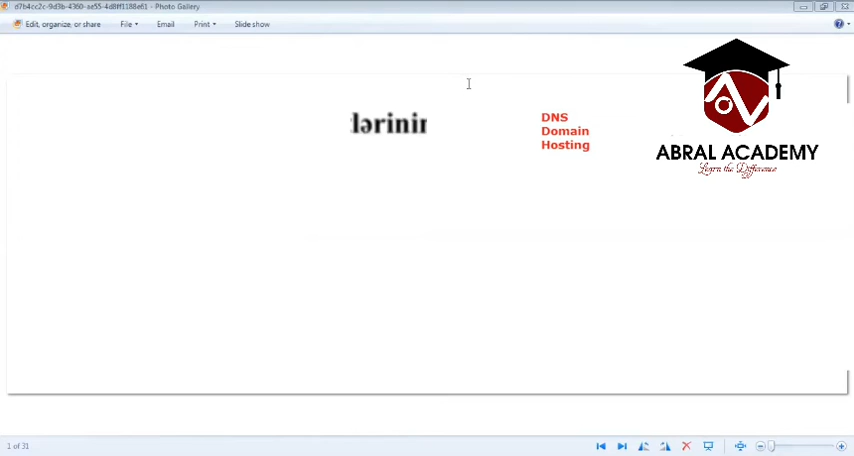 d7b4cc2c-9d3b-4360-ae55-4d8ff1188e61 - Photo Gallery
Edit, organize, or share File Email Print Slide show
lərinin
DNS
Domain
Hosting
ABRAL ACADEMY
Learn the Difference
1 of 31